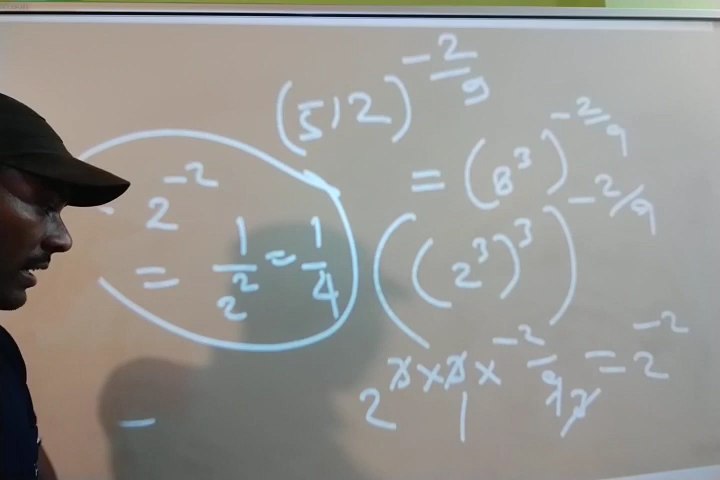 (512)^{-2/9}
= (8^3)^{-2/9}
((2^3)^3)^{-2/9}
2^{3×3×-2/9} = 2^{-2}
2^{-2}
= 1/2^2 = 1/4